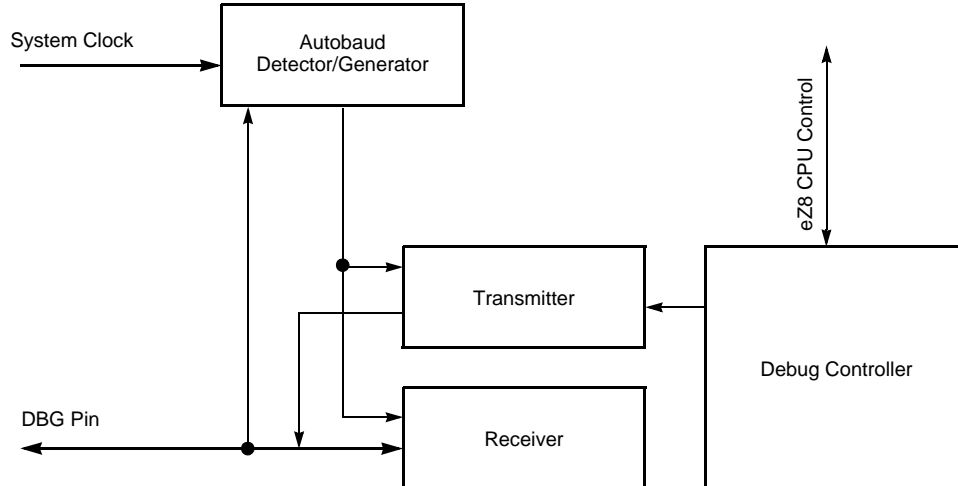 System Clock
Autobaud
Detector/Generator
eZ8 CPU Control
Transmitter
Debug Controller
DBG Pin
Receiver